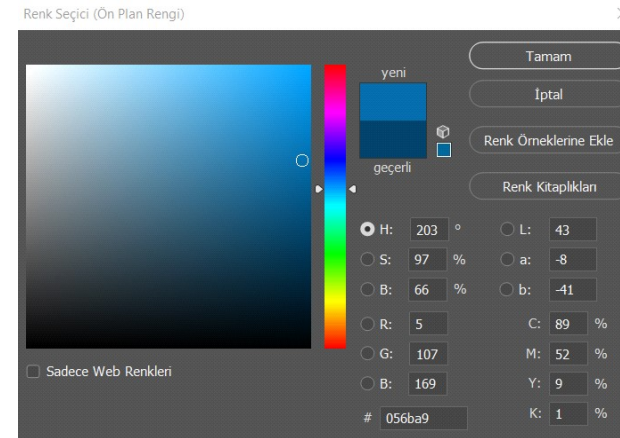 Renk Seçici (Ön Plan Rengi)
yeni
geçerli
Tamam
İptal
Renk Örneklerine Ekle
Renk Kitaplıkları
H: 203 °
S: 97 %
B: 66 %
R: 5
G: 107
B: 169
# 056ba9
L: 43
a: -8
b: -41
C: 89 %
M: 52 %
Y: 9 %
K: 1 %
Sadece Web Renkleri